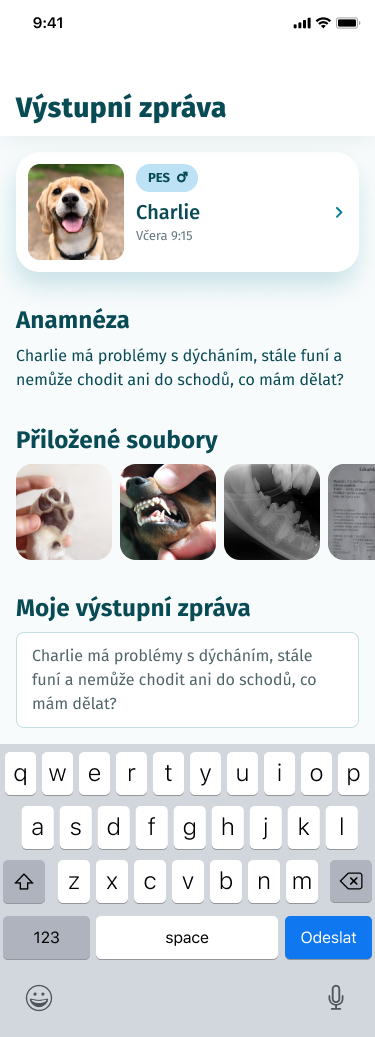 9:41
Výstupní zpráva
PES
Charlie
Včera 9:15
Anamnéza
Charlie má problémy s dýcháním, stále funí a
nemůže chodit ani do schodů, co mám dělat?
Přiložené soubory
Moje výstupní zpráva
Charlie má problémy s dýcháním, stále
funí a nemůže chodit ani do schodů, co
mám dělat?
q w e r t y u i o p
a s d f g h j k l
z x c v b n m
123 space Odeslat